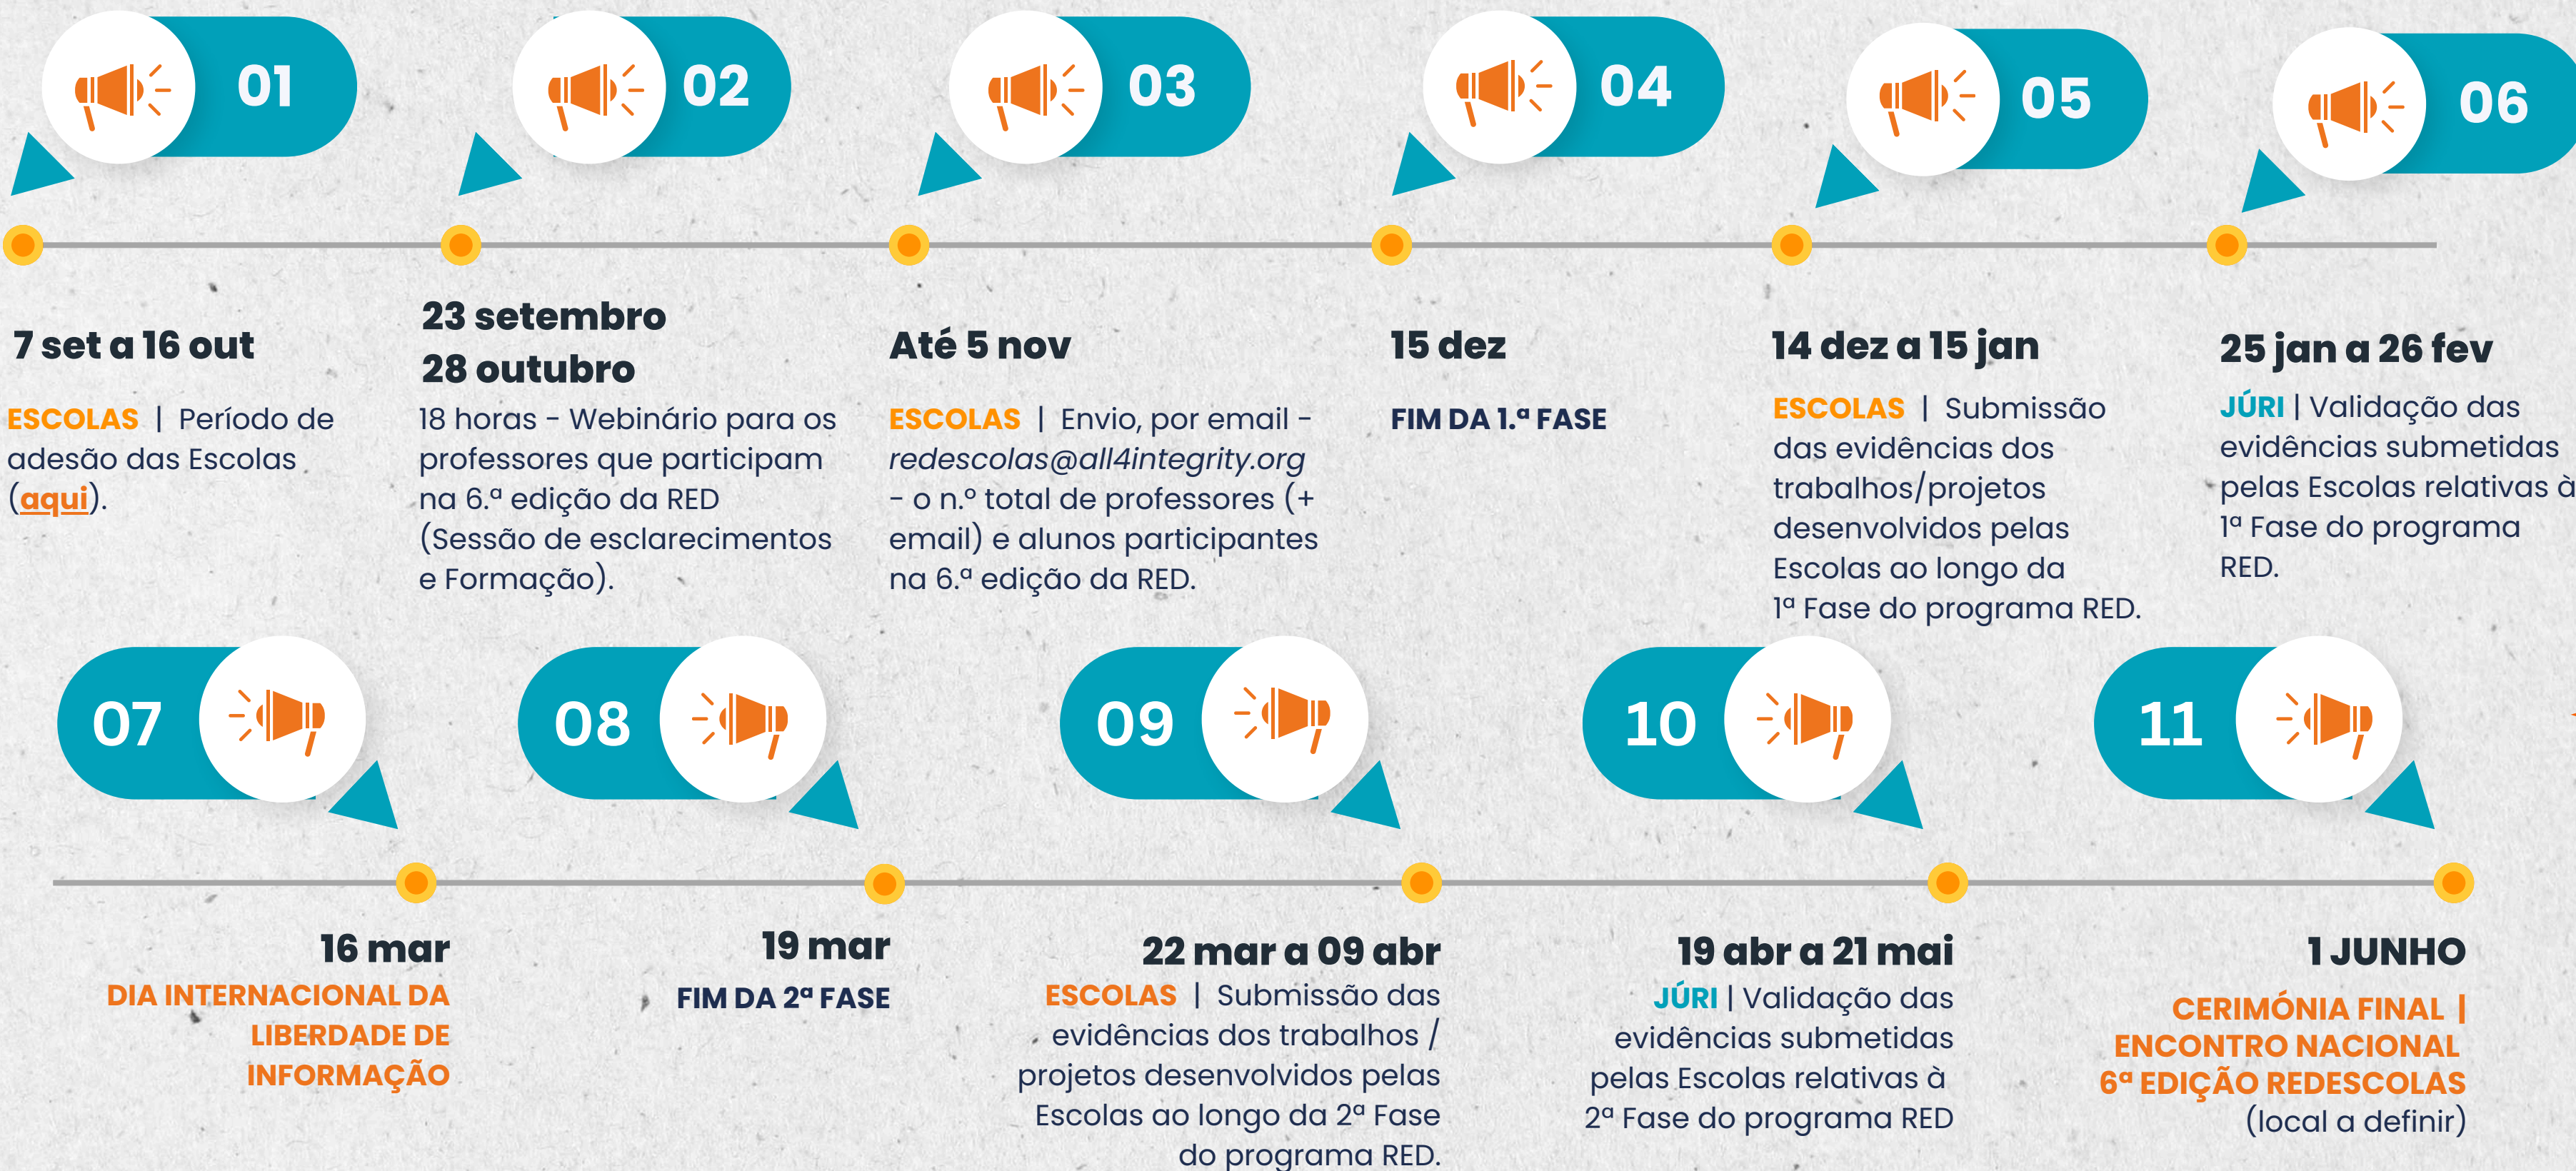 01
7 set a 16 out
ESCOLAS | Período de
adesão das Escolas
(aqui).
02
23 setembro
28 outubro
18 horas - Webinário para os
professores que participam
na 6.ª edição da RED
(Sessão de esclarecimentos
e Formação).
03
Até 5 nov
ESCOLAS | Envio, por email -
redescolas@all4integrity.org
- o n.º total de professores (+
email) e alunos participantes
na 6.ª edição da RED.
04
15 dez
FIM DA 1.ª FASE
05
14 dez a 15 jan
ESCOLAS | Submissão
das evidências dos
trabalhos/projetos
desenvolvidos pelas
Escolas ao longo da
1ª Fase do programa RED.
06
25 jan a 26 fev
JÚRI | Validação das
evidências submetidas
pelas Escolas relativas à
1ª Fase do programa
RED.
07
16 mar
DIA INTERNACIONAL DA
LIBERDADE DE
INFORMAÇÃO
08
19 mar
FIM DA 2ª FASE
09
22 mar a 09 abr
ESCOLAS | Submissão das
evidências dos trabalhos /
projetos desenvolvidos pelas
Escolas ao longo da 2ª Fase
do programa RED.
10
19 abr a 21 mai
JÚRI | Validação das
evidências submetidas
pelas Escolas relativas à
2ª Fase do programa RED
11
1 JUNHO
CERIMÓNIA FINAL |
ENCONTRO NACIONAL
6ª EDIÇÃO REDESCOLAS
(local a definir)